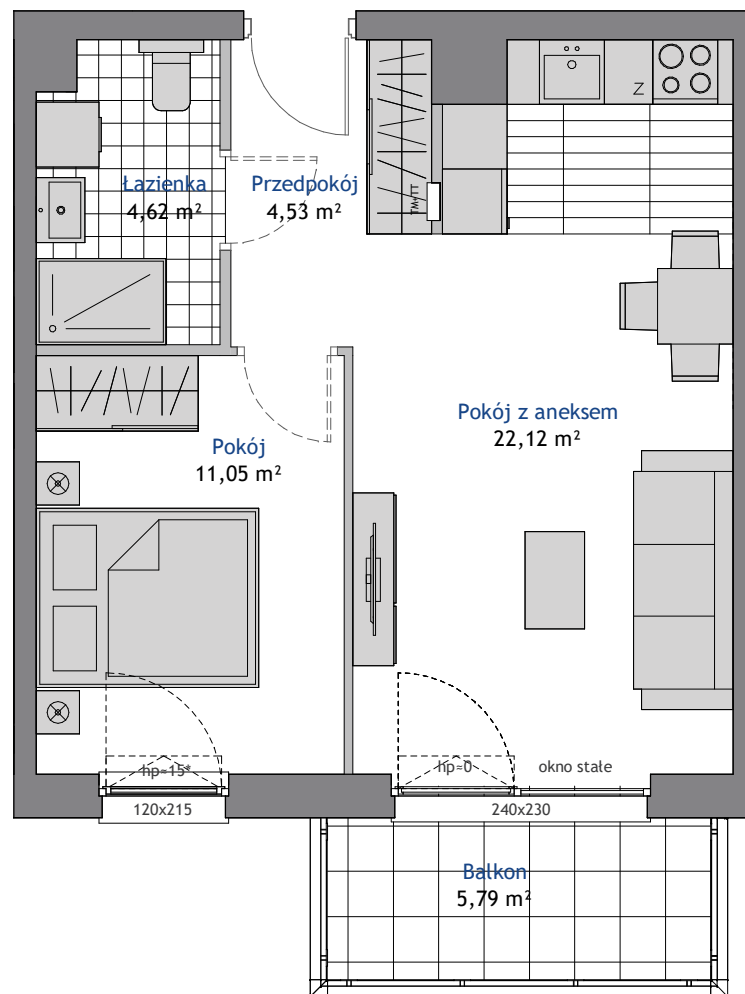 Z
Łazienka
4,62 m²
Przedpokój
4,53 m²
TM+TT
Pokój z aneksem
22,12 m²
Pokój
11,05 m²
hp=15*
hp=0
okno stałe
120x215
240x230
Balkon
5,79 m²